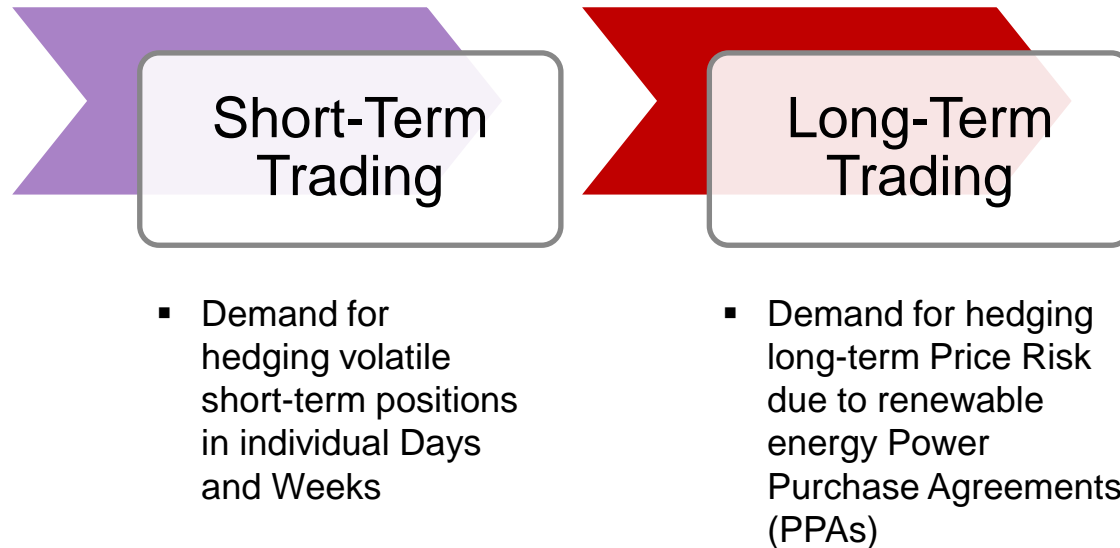 Short-Term
Trading
Long-Term
Trading
▪ Demand for
hedging volatile
short-term positions
in individual Days
and Weeks
▪ Demand for hedging
long-term Price Risk
due to renewable
energy Power
Purchase Agreements
(PPAs)